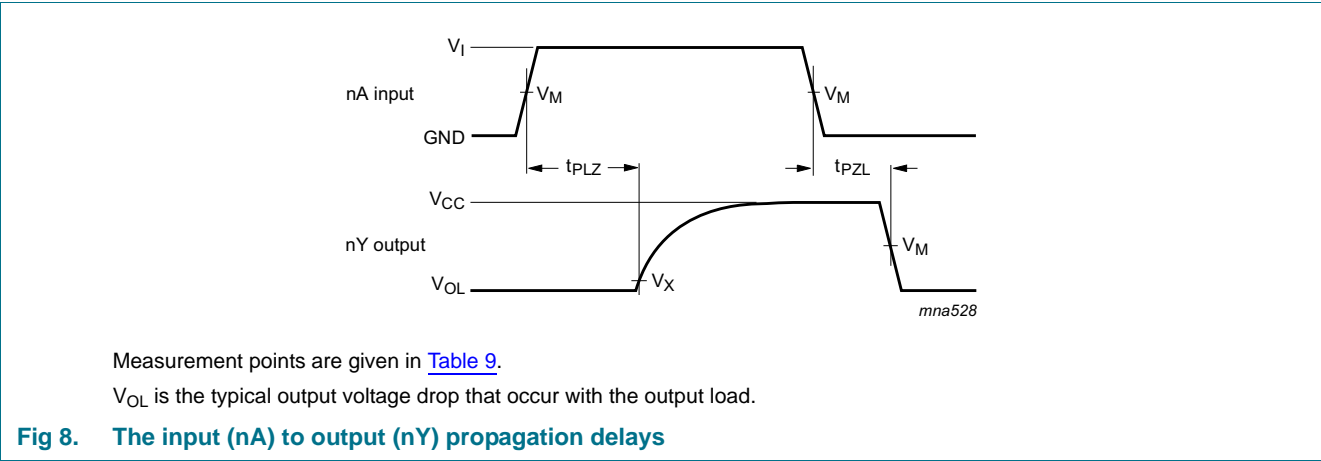 VI
nA input
VM
VM
GND
tPLZ
tPZL
VCC
nY output
VM
VOL
VX
mna528
Measurement points are given in Table 9.
VOL is the typical output voltage drop that occur with the output load.
Fig 8. The input (nA) to output (nY) propagation delays